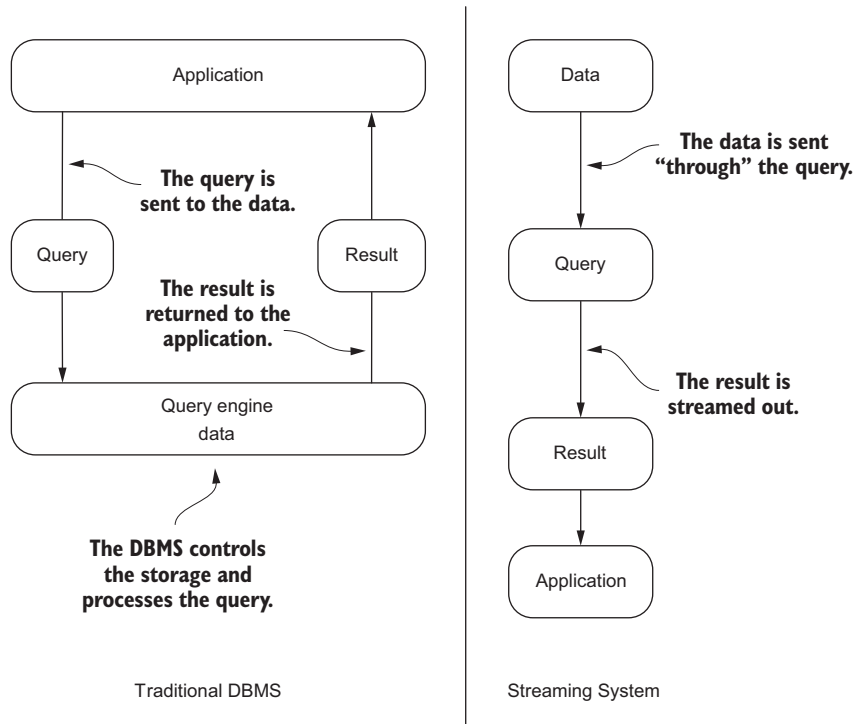 Application
The query is
sent to the data.
Query
Result
The result is
returned to the
application.
Query engine
data
The DBMS controls
the storage and
processes the query.
Traditional DBMS
Data
The data is sent
“through” the query.
Query
The result is
streamed out.
Result
Application
Streaming System